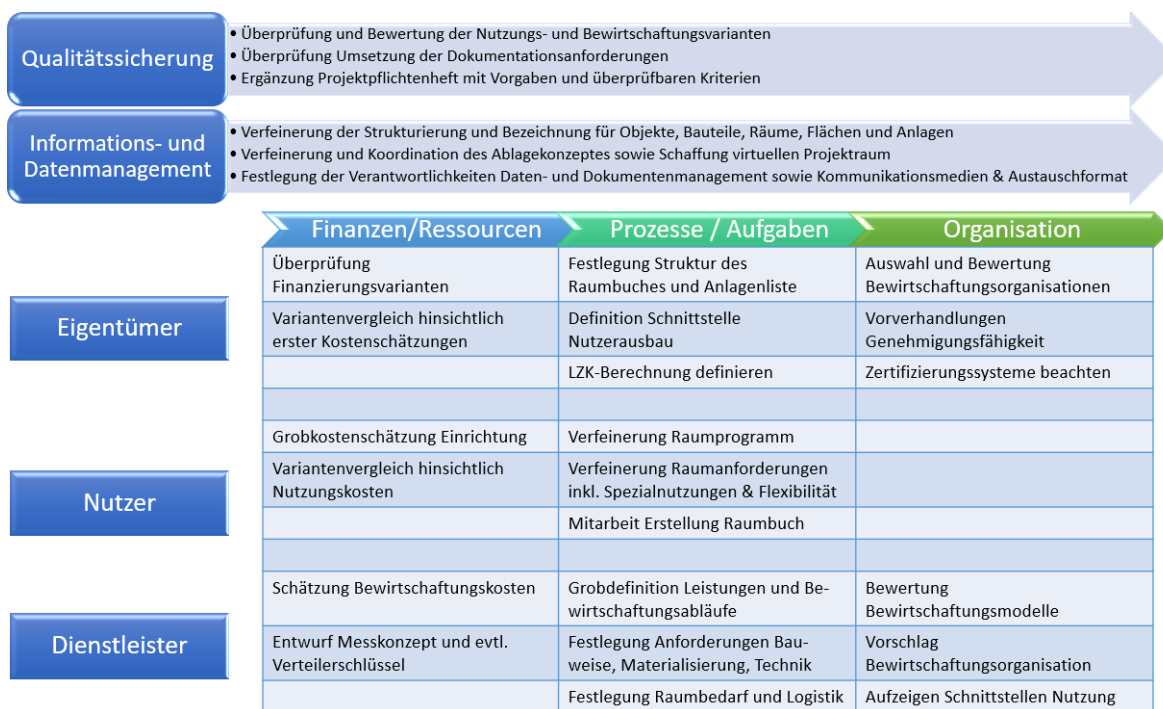 Qualitätssicherung
• Überprüfung und Bewertung der Nutzungs- und Bewirtschaftungsvarianten
• Überprüfung Umsetzung der Dokumentationsanforderungen
• Ergänzung Projektpflichtenheft mit Vorgaben und überprüfbaren Kriterien
Informations- und
Datenmanagement
• Verfeinerung der Strukturierung und Bezeichnung für Objekte, Bauteile, Räume, Flächen und Anlagen
• Verfeinerung und Koordination des Ablagekonzeptes sowie Schaffung virtuellen Projektraum
• Festlegung der Verantwortlichkeiten Daten- und Dokumentenmanagement sowie Kommunikationsmedien & Austauschformat
Finanzen/Ressourcen
Prozesse / Aufgaben
Organisation
Eigentümer
Überprüfung
Finanzierungsvarianten
Festlegung Struktur des
Raumbuches und Anlagenliste
Auswahl und Bewertung
Bewirtschaftungsorganisationen
Variantenvergleich hinsichtlich
erster Kostenschätzungen
Definition Schnittstelle
Nutzerausbau
Vorverhandlungen
Genehmigungsfähigkeit
LZK-Berechnung definieren
Zertifizierungssysteme beachten
Nutzer
Grobkostenschätzung Einrichtung
Verfeinerung Raumprogramm
Variantenvergleich hinsichtlich
Nutzungskosten
Verfeinerung Raumanforderungen
inkl. Spezialnutzungen & Flexibilität
Mitarbeit Erstellung Raumbuch
Dienstleister
Schätzung Bewirtschaftungskosten
Grobdefinition Leistungen und Be-
wirtschaftungsabläufe
Bewertung
Bewirtschaftungsmodelle
Entwurf Messkonzept und evtl.
Verteilerschlüssel
Festlegung Anforderungen Bau-
weise, Materialisierung, Technik
Vorschlag
Bewirtschaftungsorganisation
Festlegung Raumbedarf und Logistik
Aufzeigen Schnittstellen Nutzung